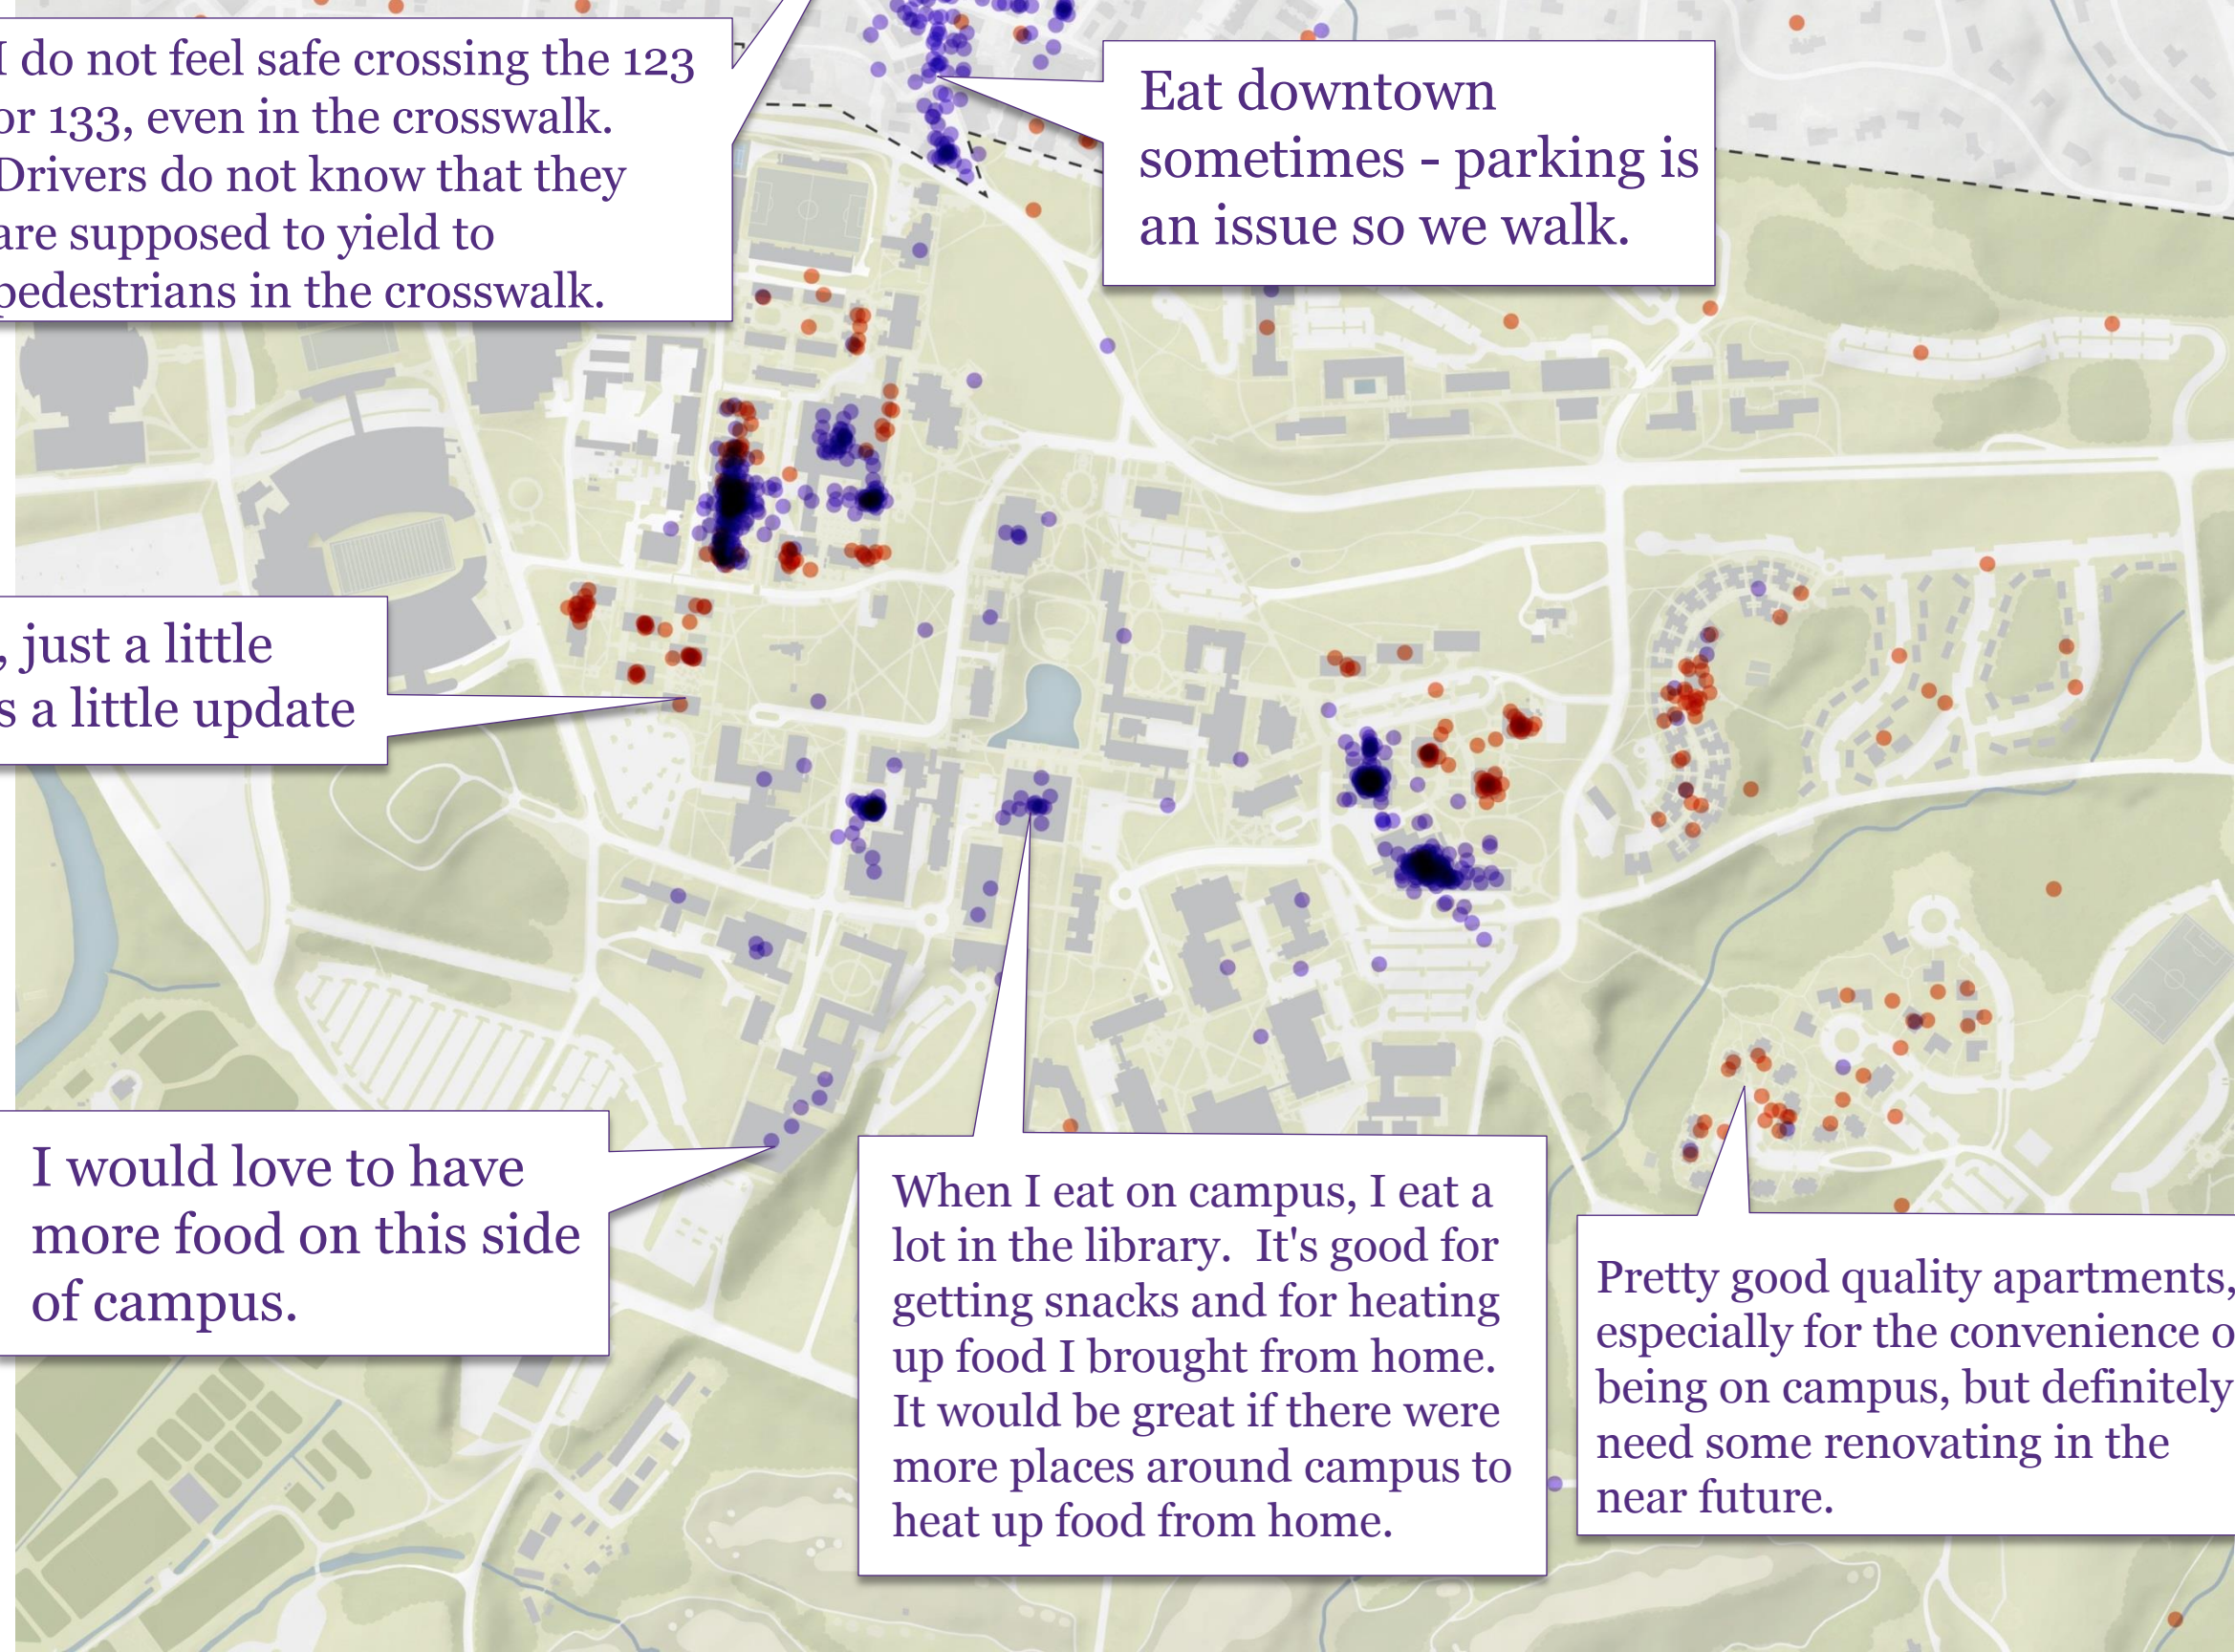 I do not feel safe crossing the 123
or 133, even in the crosswalk.
Drivers do not know that they
are supposed to yield to
pedestrians in the crosswalk.
Eat downtown
sometimes - parking is
an issue so we walk.
, just a little
s a little update
I would love to have
more food on this side
of campus.
When I eat on campus, I eat a
lot in the library.  It's good for
getting snacks and for heating
up food I brought from home.
It would be great if there were
more places around campus to
heat up food from home.
Pretty good quality apartments,
especially for the convenience o
being on campus, but definitely
need some renovating in the
near future.